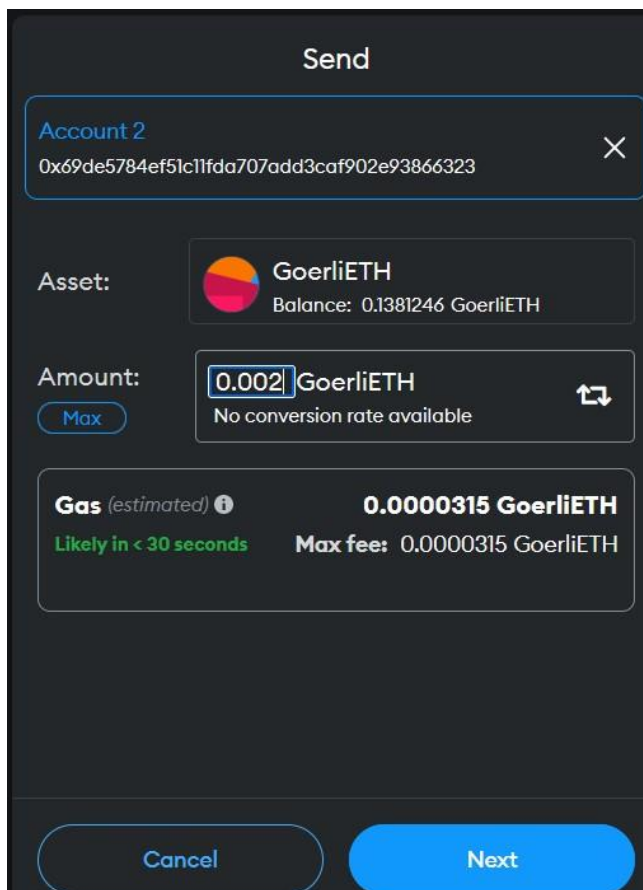 Send
Account 2
0x69de5784ef51c11fda707add3caf902e93866323
Asset:
GoerliETH
Balance: 0.1381246 GoerliETH
Amount:
Max
0.002 GoerliETH
No conversion rate available
Gas (estimated) i 0.0000315 GoerliETH
Likely in < 30 seconds Max fee: 0.0000315 GoerliETH
Cancel
Next